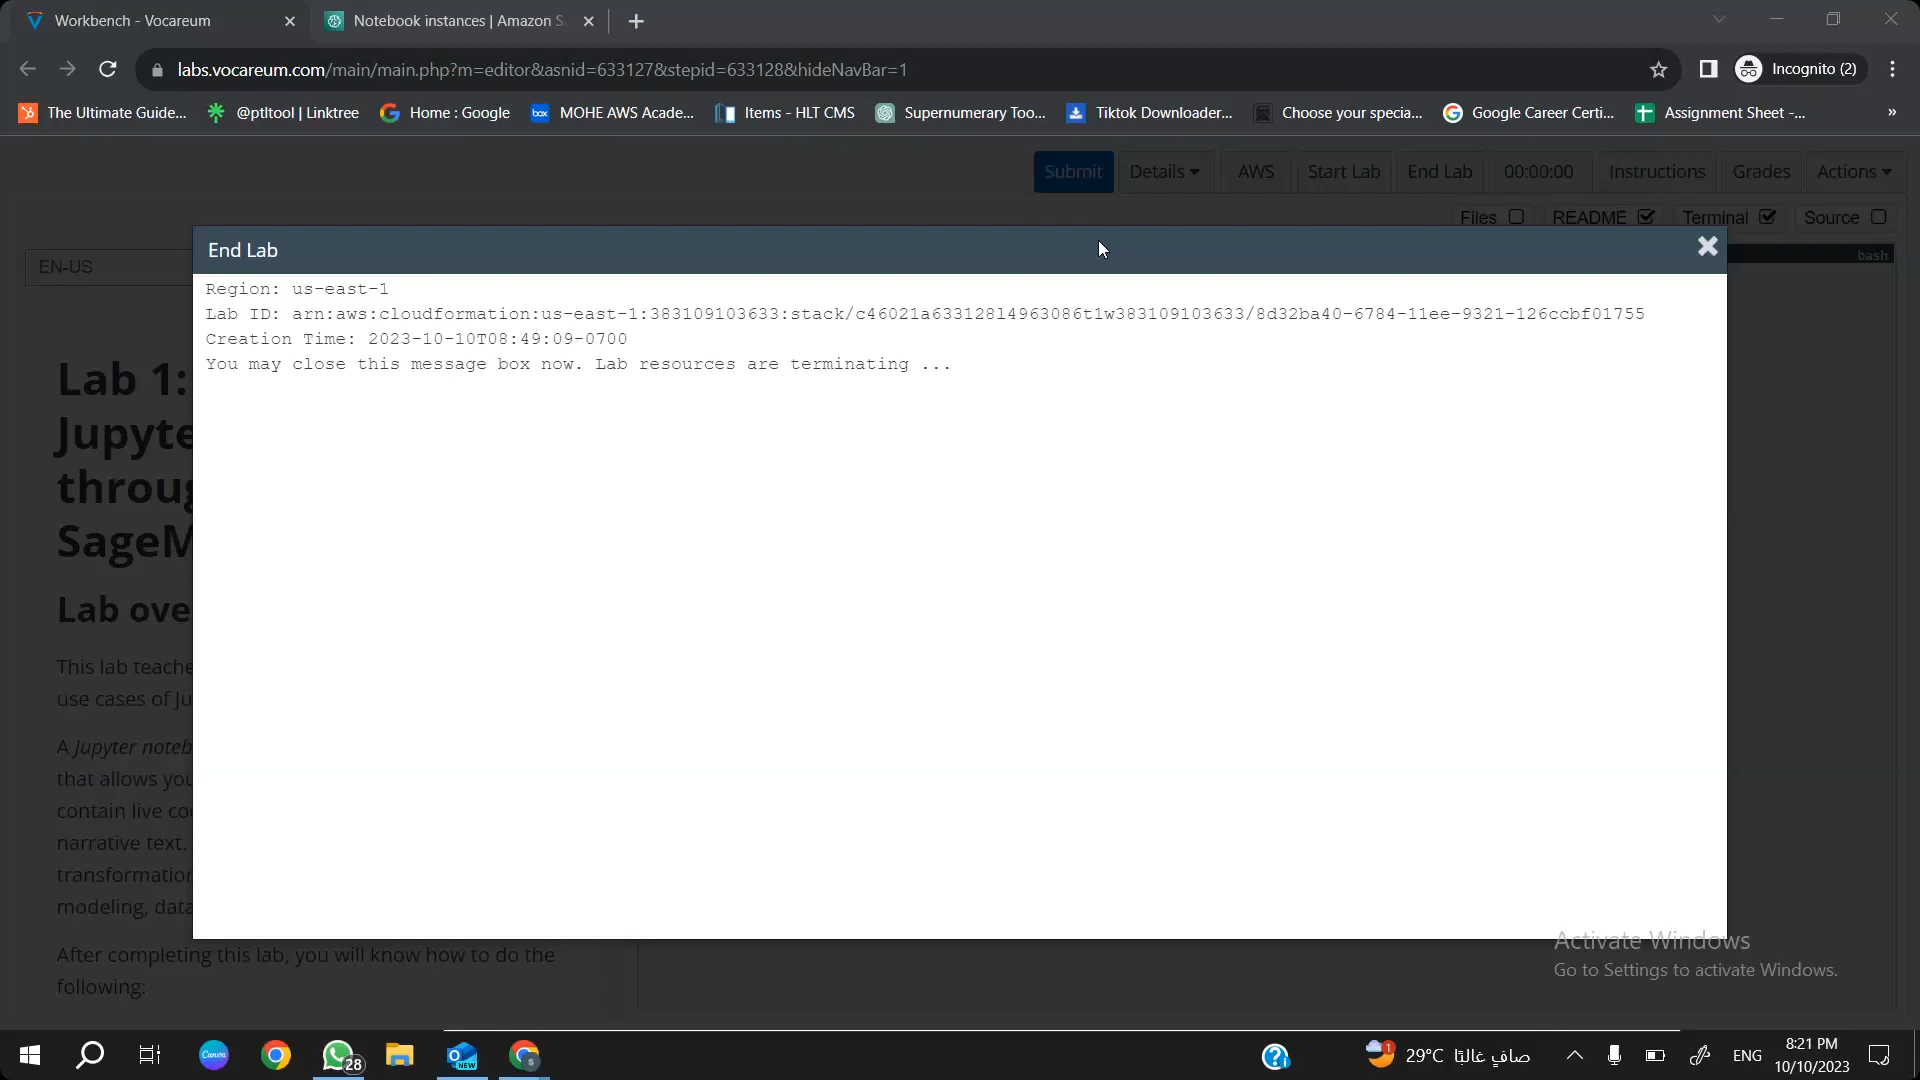 Workbench - Vocareum
Notebook instances | Amazon S
labs.vocareum.com/main/main.php?m=editor&asnid=633127&stepid=633128&hideNavBar=1
Incognito (2)
The Ultimate Guide...
@ptltool | Linktree
Home : Google
MOHE AWS Acade...
Items - HLT CMS
Supernumerary Too...
Tiktok Downloader...
Choose your specia...
Google Career Certi...
Assignment Sheet -...
»
Submit
Details
AWS
Start Lab
End Lab
00:00:00
Instructions
Grades
Actions
Files
README
Terminal
Source
EN-US
bash
End Lab
Region: us-east-1
Lab ID: arn:aws:cloudformation:us-east-1:383109103633:stack/c46021a633128l4963086t1w383109103633/8d32ba40-6784-11ee-9321-126ccbf01755
Creation Time: 2023-10-10T08:49:09-0700
You may close this message box now. Lab resources are terminating ...
Lab 1:
Jupyte
throug
SageM
Lab ove
This lab teache
use cases of Ju
A Jupyter noteb
that allows you
contain live co
narrative text.
transformation
modeling, data
After completing this lab, you will know how to do the
following:
Activate Windows
Go to Settings to activate Windows.
Canva
28
NEW
1
29°C صافٍ غالبًا
ENG
8:21 PM
10/10/2023